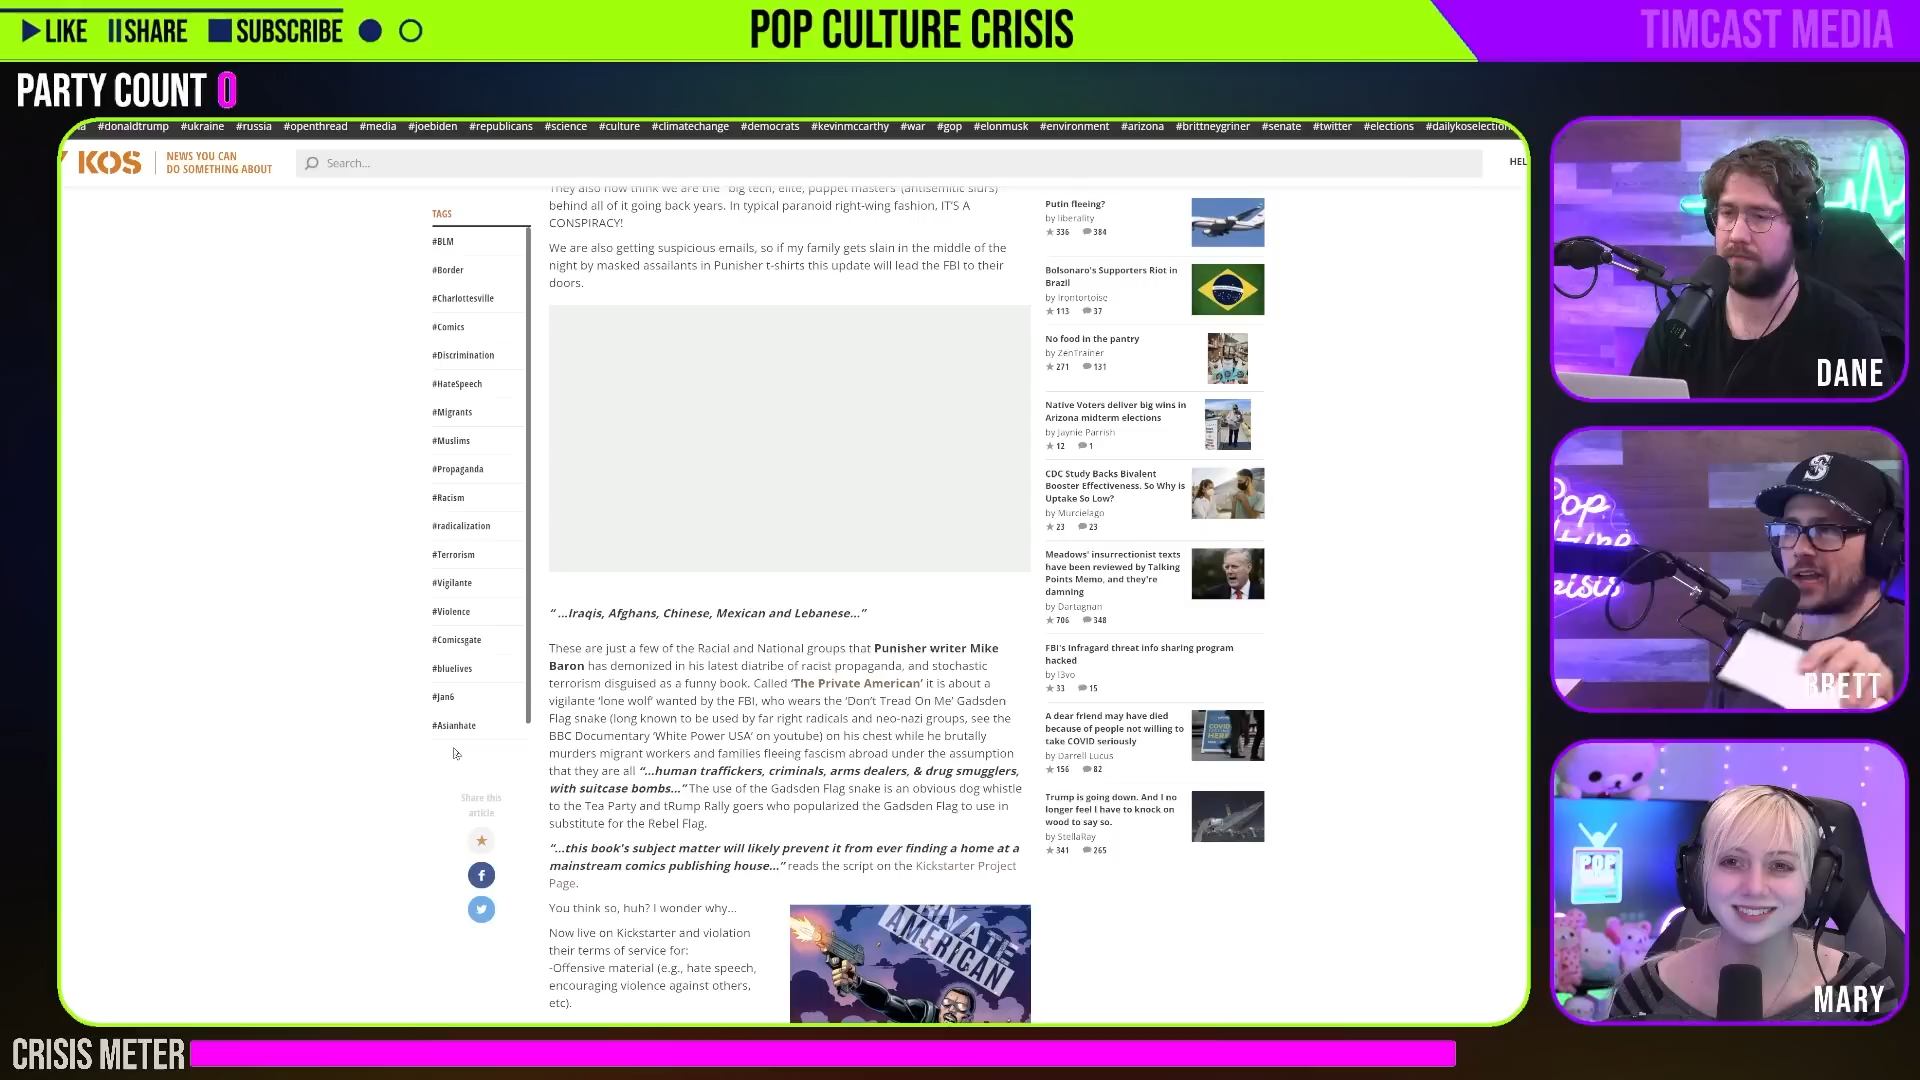 LIKE SHARE SUBSCRIBE
POP CULTURE CRISIS
TIMCAST MEDIA
PARTY COUNT 0
#donaldtrump #ukraine #russia #openthread #media #joebiden #republicans #science #culture #climatechange #democrats #kevinmccarthy #war #gop #elonmusk #environment #arizona #brittneygriner #senate #twitter #elections #dailykoselection
KOS
NEWS YOU CAN
DO SOMETHING ABOUT
Search...
HEL
TAGS
#BLM
#Border
#Charlottesville
#Comics
#Discrimination
#HateSpeech
#Migrants
#Muslims
#Propaganda
#Racism
#radicalization
#Terrorism
#Vigilante
#Violence
#Comicsgate
#bluelives
#Jan6
#Asianhate
Share this
article
They also now think we are the "big tech, elite, puppet masters (antisemitic slurs)
behind all of it going back years. In typical paranoid right-wing fashion, IT'S A
CONSPIRACY!
We are also getting suspicious emails, so if my family gets slain in the middle of the
night by masked assailants in Punisher t-shirts this update will lead the FBI to their
doors.
“ ...Iraqis, Afghans, Chinese, Mexican and Lebanese...”
These are just a few of the Racial and National groups that Punisher writer Mike
Baron has demonized in his latest diatribe of racist propaganda, and stochastic
terrorism disguised as a funny book. Called ‘The Private American’ it is about a
vigilante ‘lone wolf’ wanted by the FBI, who wears the ‘Don’t Tread On Me’ Gadsden
Flag snake (long known to be used by far right radicals and neo-nazi groups, see the
BBC Documentary ‘White Power USA’ on youtube) on his chest while he brutally
murders migrant workers and families fleeing fascism abroad under the assumption
that they are all “...human traffickers, criminals, arms dealers, & drug smugglers,
with suitcase bombs...” The use of the Gadsden Flag snake is an obvious dog whistle
to the Tea Party and tRump Rally goers who popularized the Gadsden Flag to use in
substitute for the Rebel Flag.
“...this book's subject matter will likely prevent it from ever finding a home at a
mainstream comics publishing house...” reads the script on the Kickstarter Project
Page.
You think so, huh? I wonder why...
Now live on Kickstarter and violation
their terms of service for:
-Offensive material (e.g., hate speech,
encouraging violence against others,
etc).
AMERICAN
Putin fleeing?
by liberality
336 384
Bolsonaro's Supporters Riot in
Brazil
by Irontortoise
113 37
No food in the pantry
by ZenTrainer
271 131
Native Voters deliver big wins in
Arizona midterm elections
by Jaynie Parrish
12 1
CDC Study Backs Bivalent
Booster Effectiveness. So Why is
Uptake So Low?
by Murcielago
23 23
Meadows' insurrectionist texts
have been reviewed by Talking
Points Memo, and they're
damning
by Dartagnan
706 348
FBI's Infragard threat info sharing program
hacked
by l3vo
33 15
A dear friend may have died
because of people not willing to
take COVID seriously
by Darrell Lucus
156 82
Trump is going down. And I no
longer feel I have to knock on
wood to say so.
by StellaRay
341 265
DANE
Pop
BRETT
POP
MARY
CRISIS METER